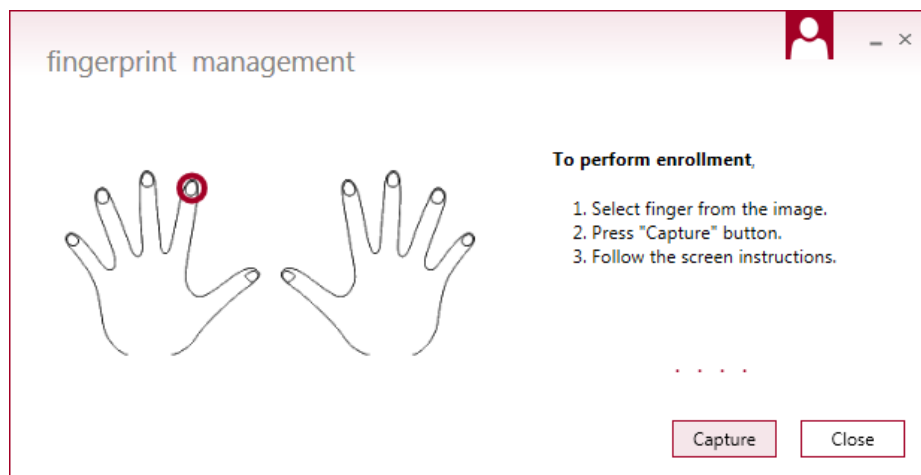 fingerprint management
To perform enrollment,
1. Select finger from the image.
2. Press "Capture" button.
3. Follow the screen instructions.
. . . .
Capture
Close